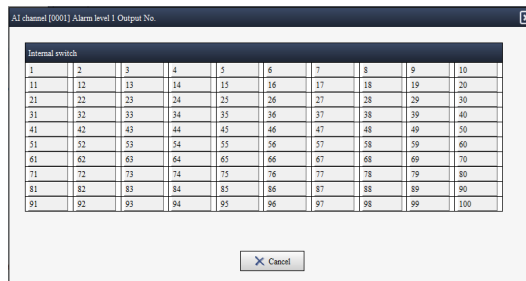 AI channel [0001] Alarm level 1 Output No.
Internal switch
1 2 3 4 5 6 7 8 9 10
11 12 13 14 15 16 17 18 19 20
21 22 23 24 25 26 27 28 29 30
31 32 33 34 35 36 37 38 39 40
41 42 43 44 45 46 47 48 49 50
51 52 53 54 55 56 57 58 59 60
61 62 63 64 65 66 67 68 69 70
71 72 73 74 75 76 77 78 79 80
81 82 83 84 85 86 87 88 89 90
91 92 93 94 95 96 97 98 99 100
Cancel